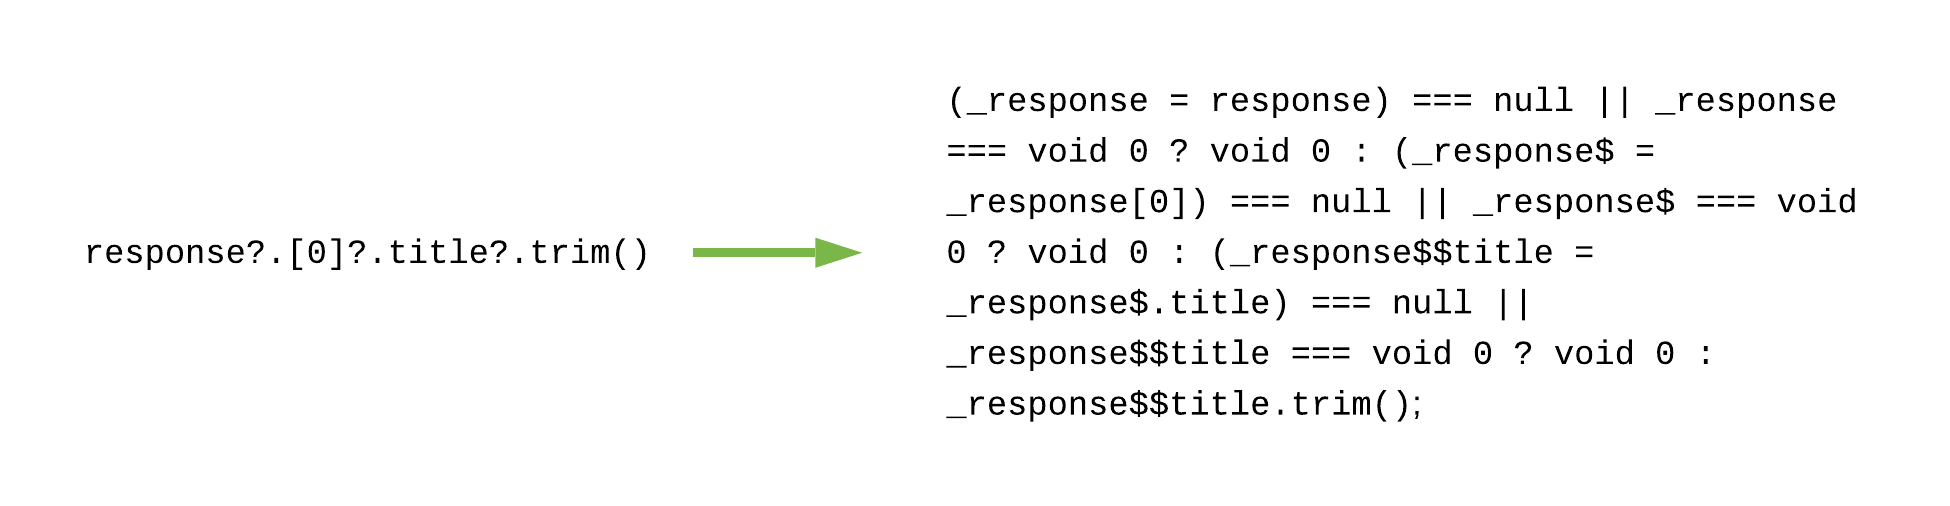 response?.[0]?.title?.trim()
(_response = response) === null || _response
=== void 0 ? void 0 : (_response$ =
_response[0]) === null || _response$ === void
0 ? void 0 : (_response$$title =
_response$.title) === null ||
_response$$title === void 0 ? void 0 :
_response$$title.trim();